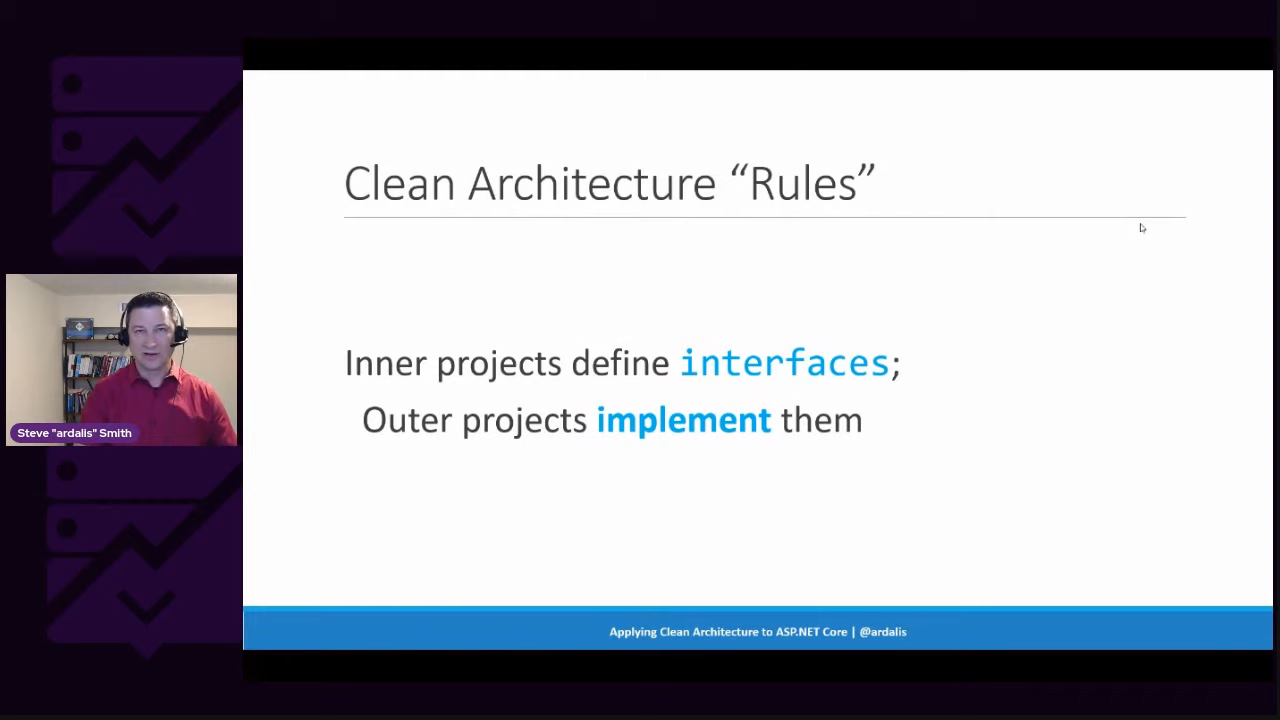 Clean Architecture “Rules”
Inner projects define interfaces;
Outer projects implement them
Steve "ardalis" Smith
Applying Clean Architecture to ASP.NET Core | @ardalis